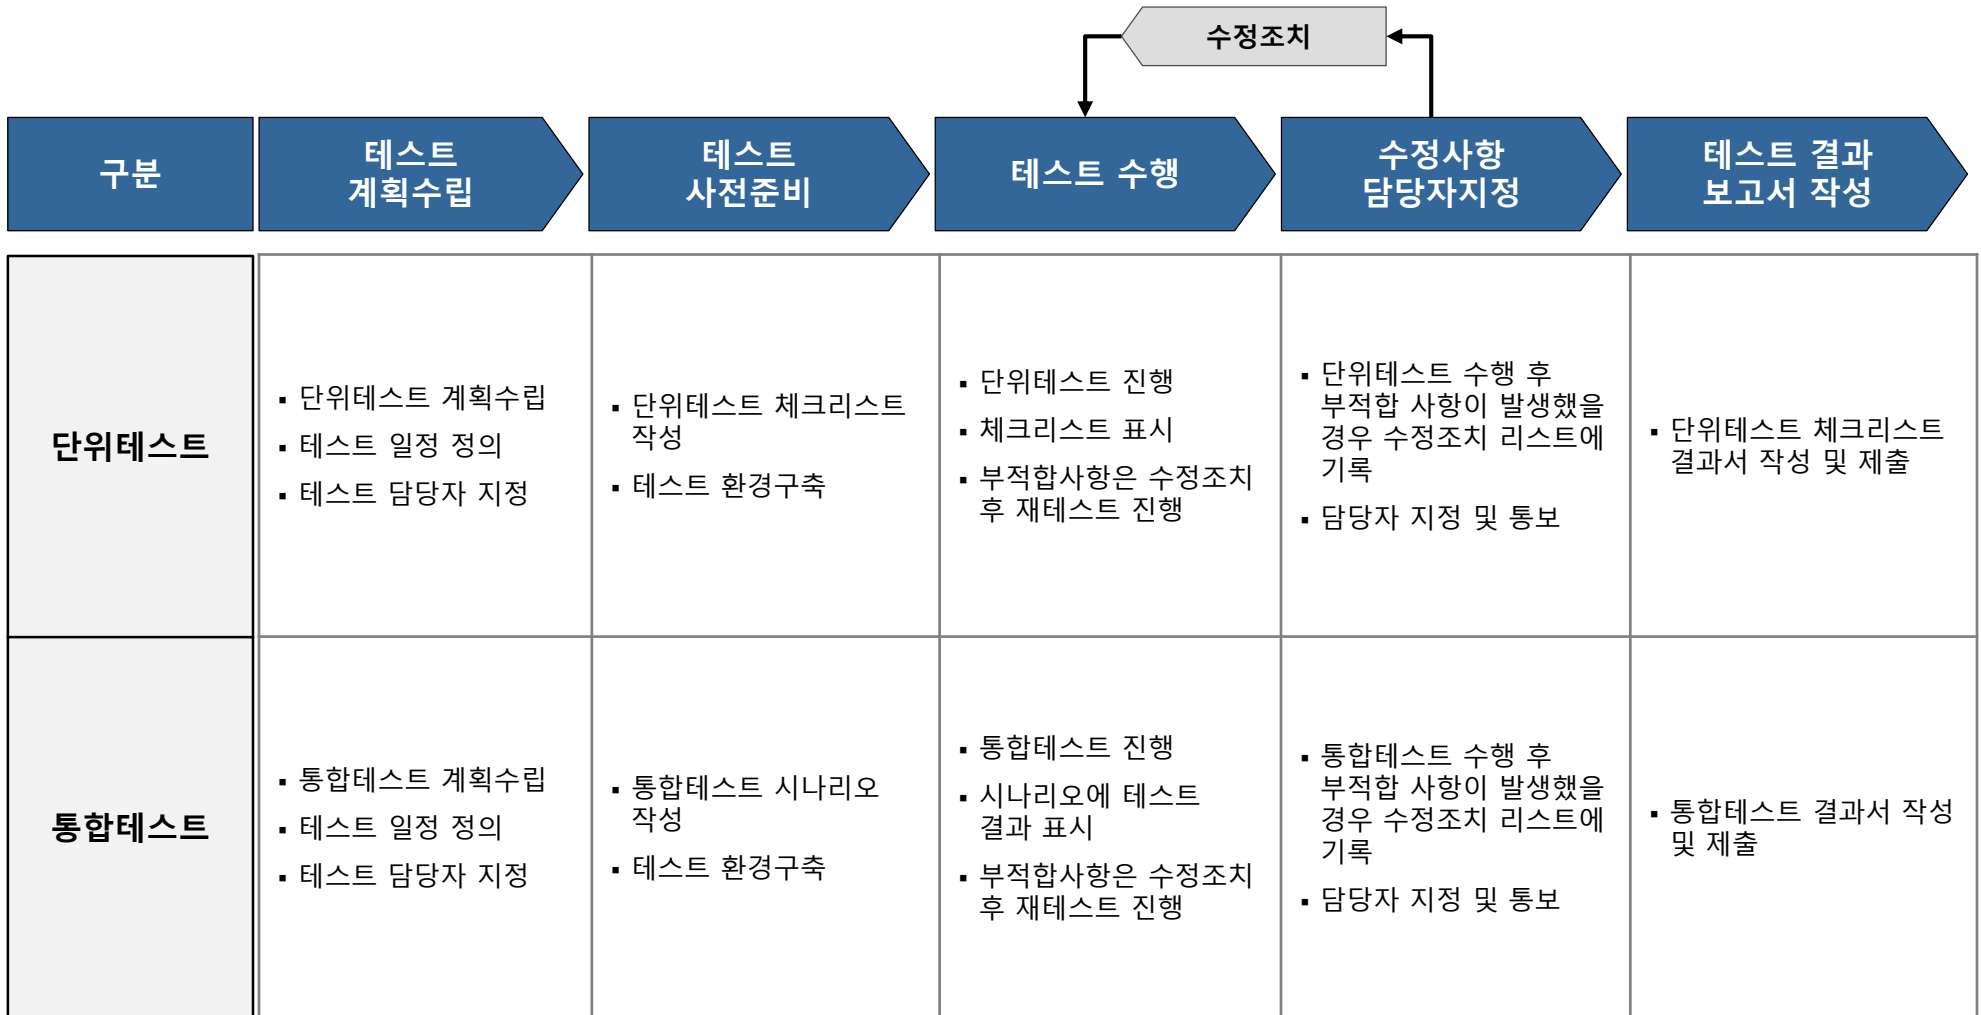 수정조치
구분
테스트
계획수립
테스트
사전준비
테스트 수행
수정사항
담당자지정
테스트 결과
보고서 작성
단위테스트
▪ 단위테스트 계획수립
▪ 테스트 일정 정의
▪ 테스트 담당자 지정
▪ 단위테스트 체크리스트
작성
▪ 테스트 환경구축
▪ 단위테스트 진행
▪ 체크리스트 표시
▪ 부적합사항은 수정조치
후 재테스트 진행
▪ 단위테스트 수행 후
부적합 사항이 발생했을
경우 수정조치 리스트에
기록
▪ 담당자 지정 및 통보
▪ 단위테스트 체크리스트
결과서 작성 및 제출
통합테스트
▪ 통합테스트 계획수립
▪ 테스트 일정 정의
▪ 테스트 담당자 지정
▪ 통합테스트 시나리오
작성
▪ 테스트 환경구축
▪ 통합테스트 진행
▪ 시나리오에 테스트
결과 표시
▪ 부적합사항은 수정조치
후 재테스트 진행
▪ 통합테스트 수행 후
부적합 사항이 발생했을
경우 수정조치 리스트에
기록
▪ 담당자 지정 및 통보
▪ 통합테스트 결과서 작성
및 제출